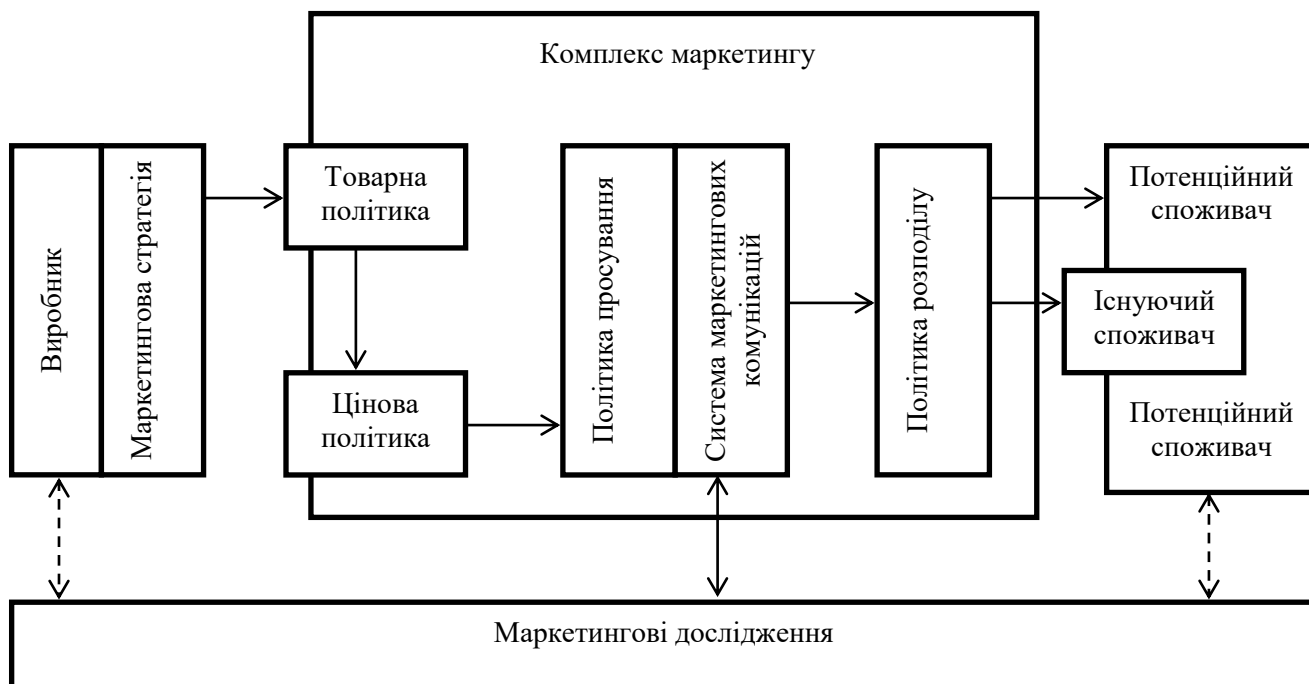 Комплекс маркетингу
Виробник
Маркетингова стратегія
Товарна
політика
Цінова
політика
Політика просування
Система маркетингових
комунікацій
Політика розподілу
Потенційний
споживач
Існуючий
споживач
Потенційний
споживач
Маркетингові дослідження